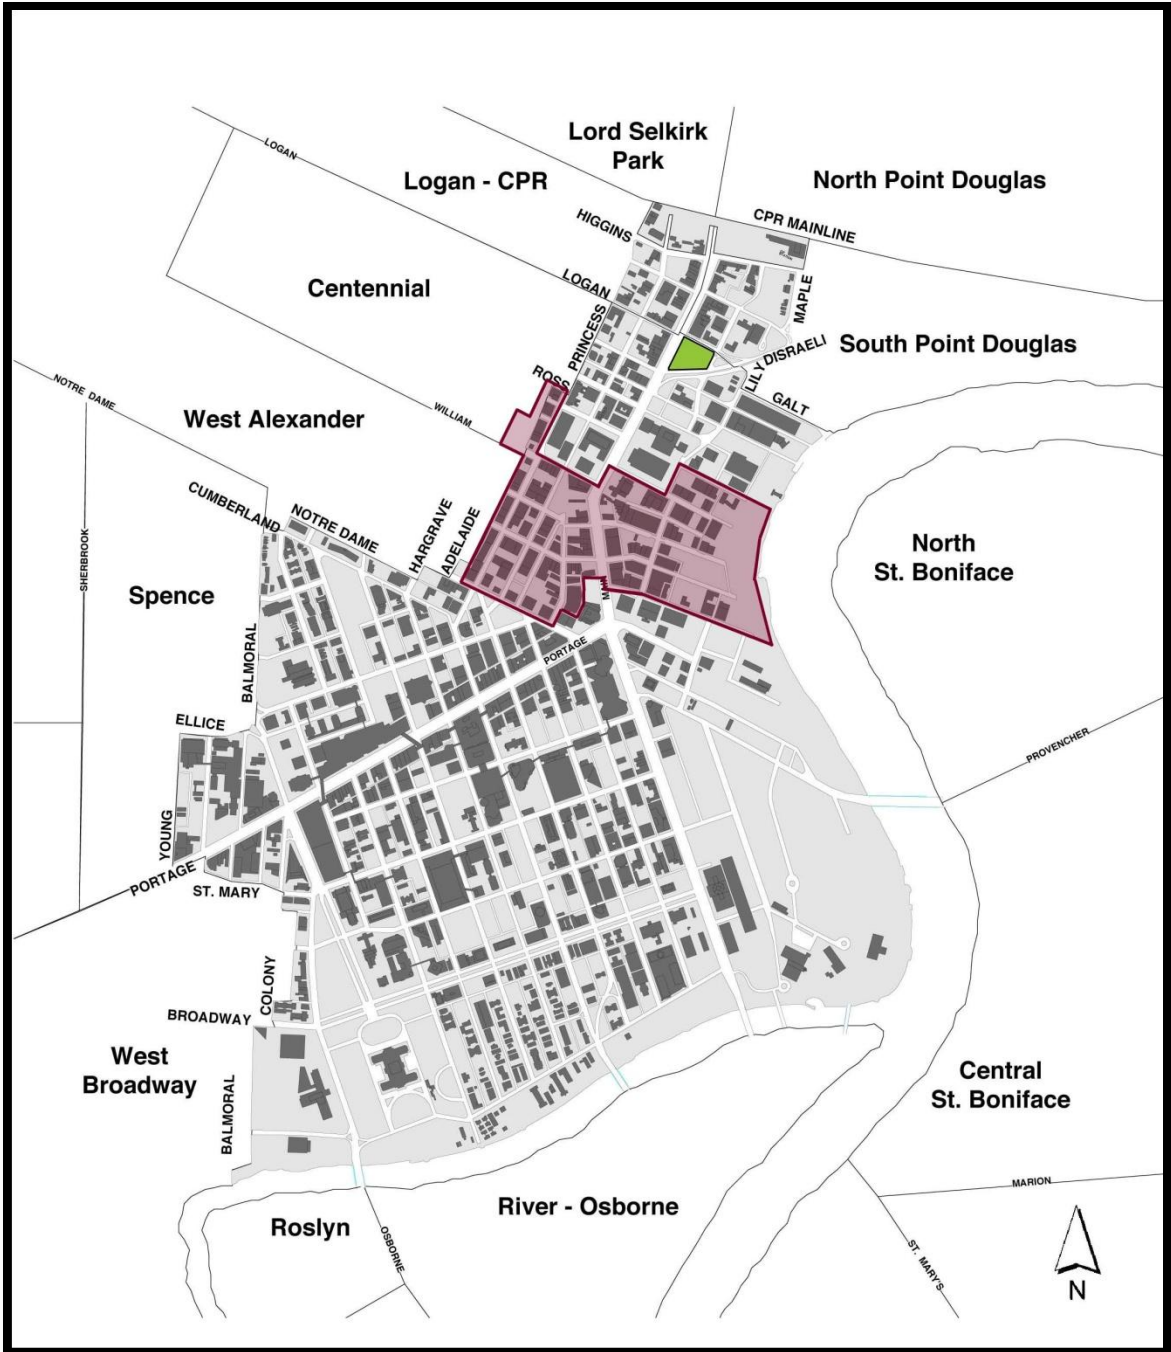 Lord Selkirk
Park
North Point Douglas
Logan - CPR
LOGAN
HIGGINS
CPR MAINLINE
Centennial
LOGAN
MAPLE
PRINCESS
South Point Douglas
DISRAELI
LILY
ROSS
GALT
NOTRE DAME
West Alexander
WILLIAM
CUMBERLAND
NOTRE DAME
HARGRAVE
ADELAIDE
SHERBROOK
North
St. Boniface
Spence
MAIN
BALMORAL
PORTAGE
ELLICE
PROVENCHER
YOUNG
PORTAGE
ST. MARY
COLONY
BROADWAY
West
Broadway
BALMORAL
Central
St. Boniface
MARION
River - Osborne
Roslyn
OSBORNE
ST. MARY'S
N